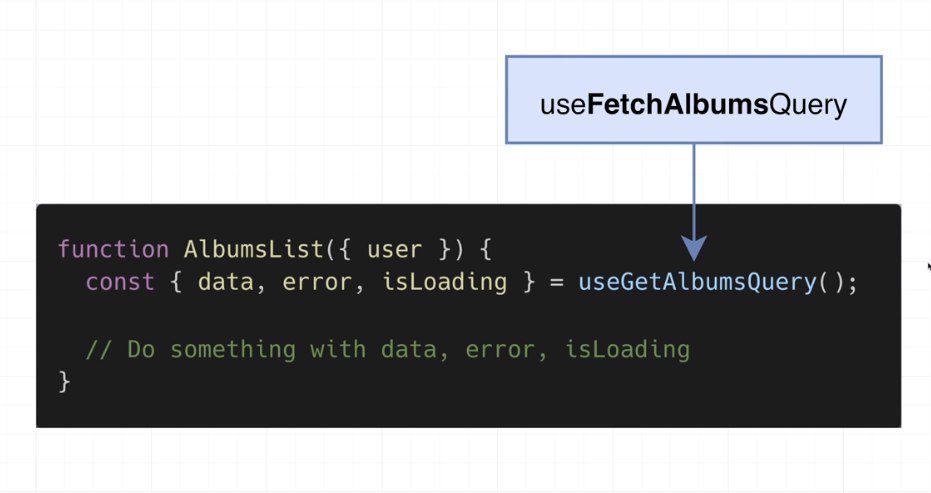 useFetchAlbumsQuery
function AlbumsList({ user }) {
  const { data, error, isLoading } = useGetAlbumsQuery();
  // Do something with data, error, isLoading
}